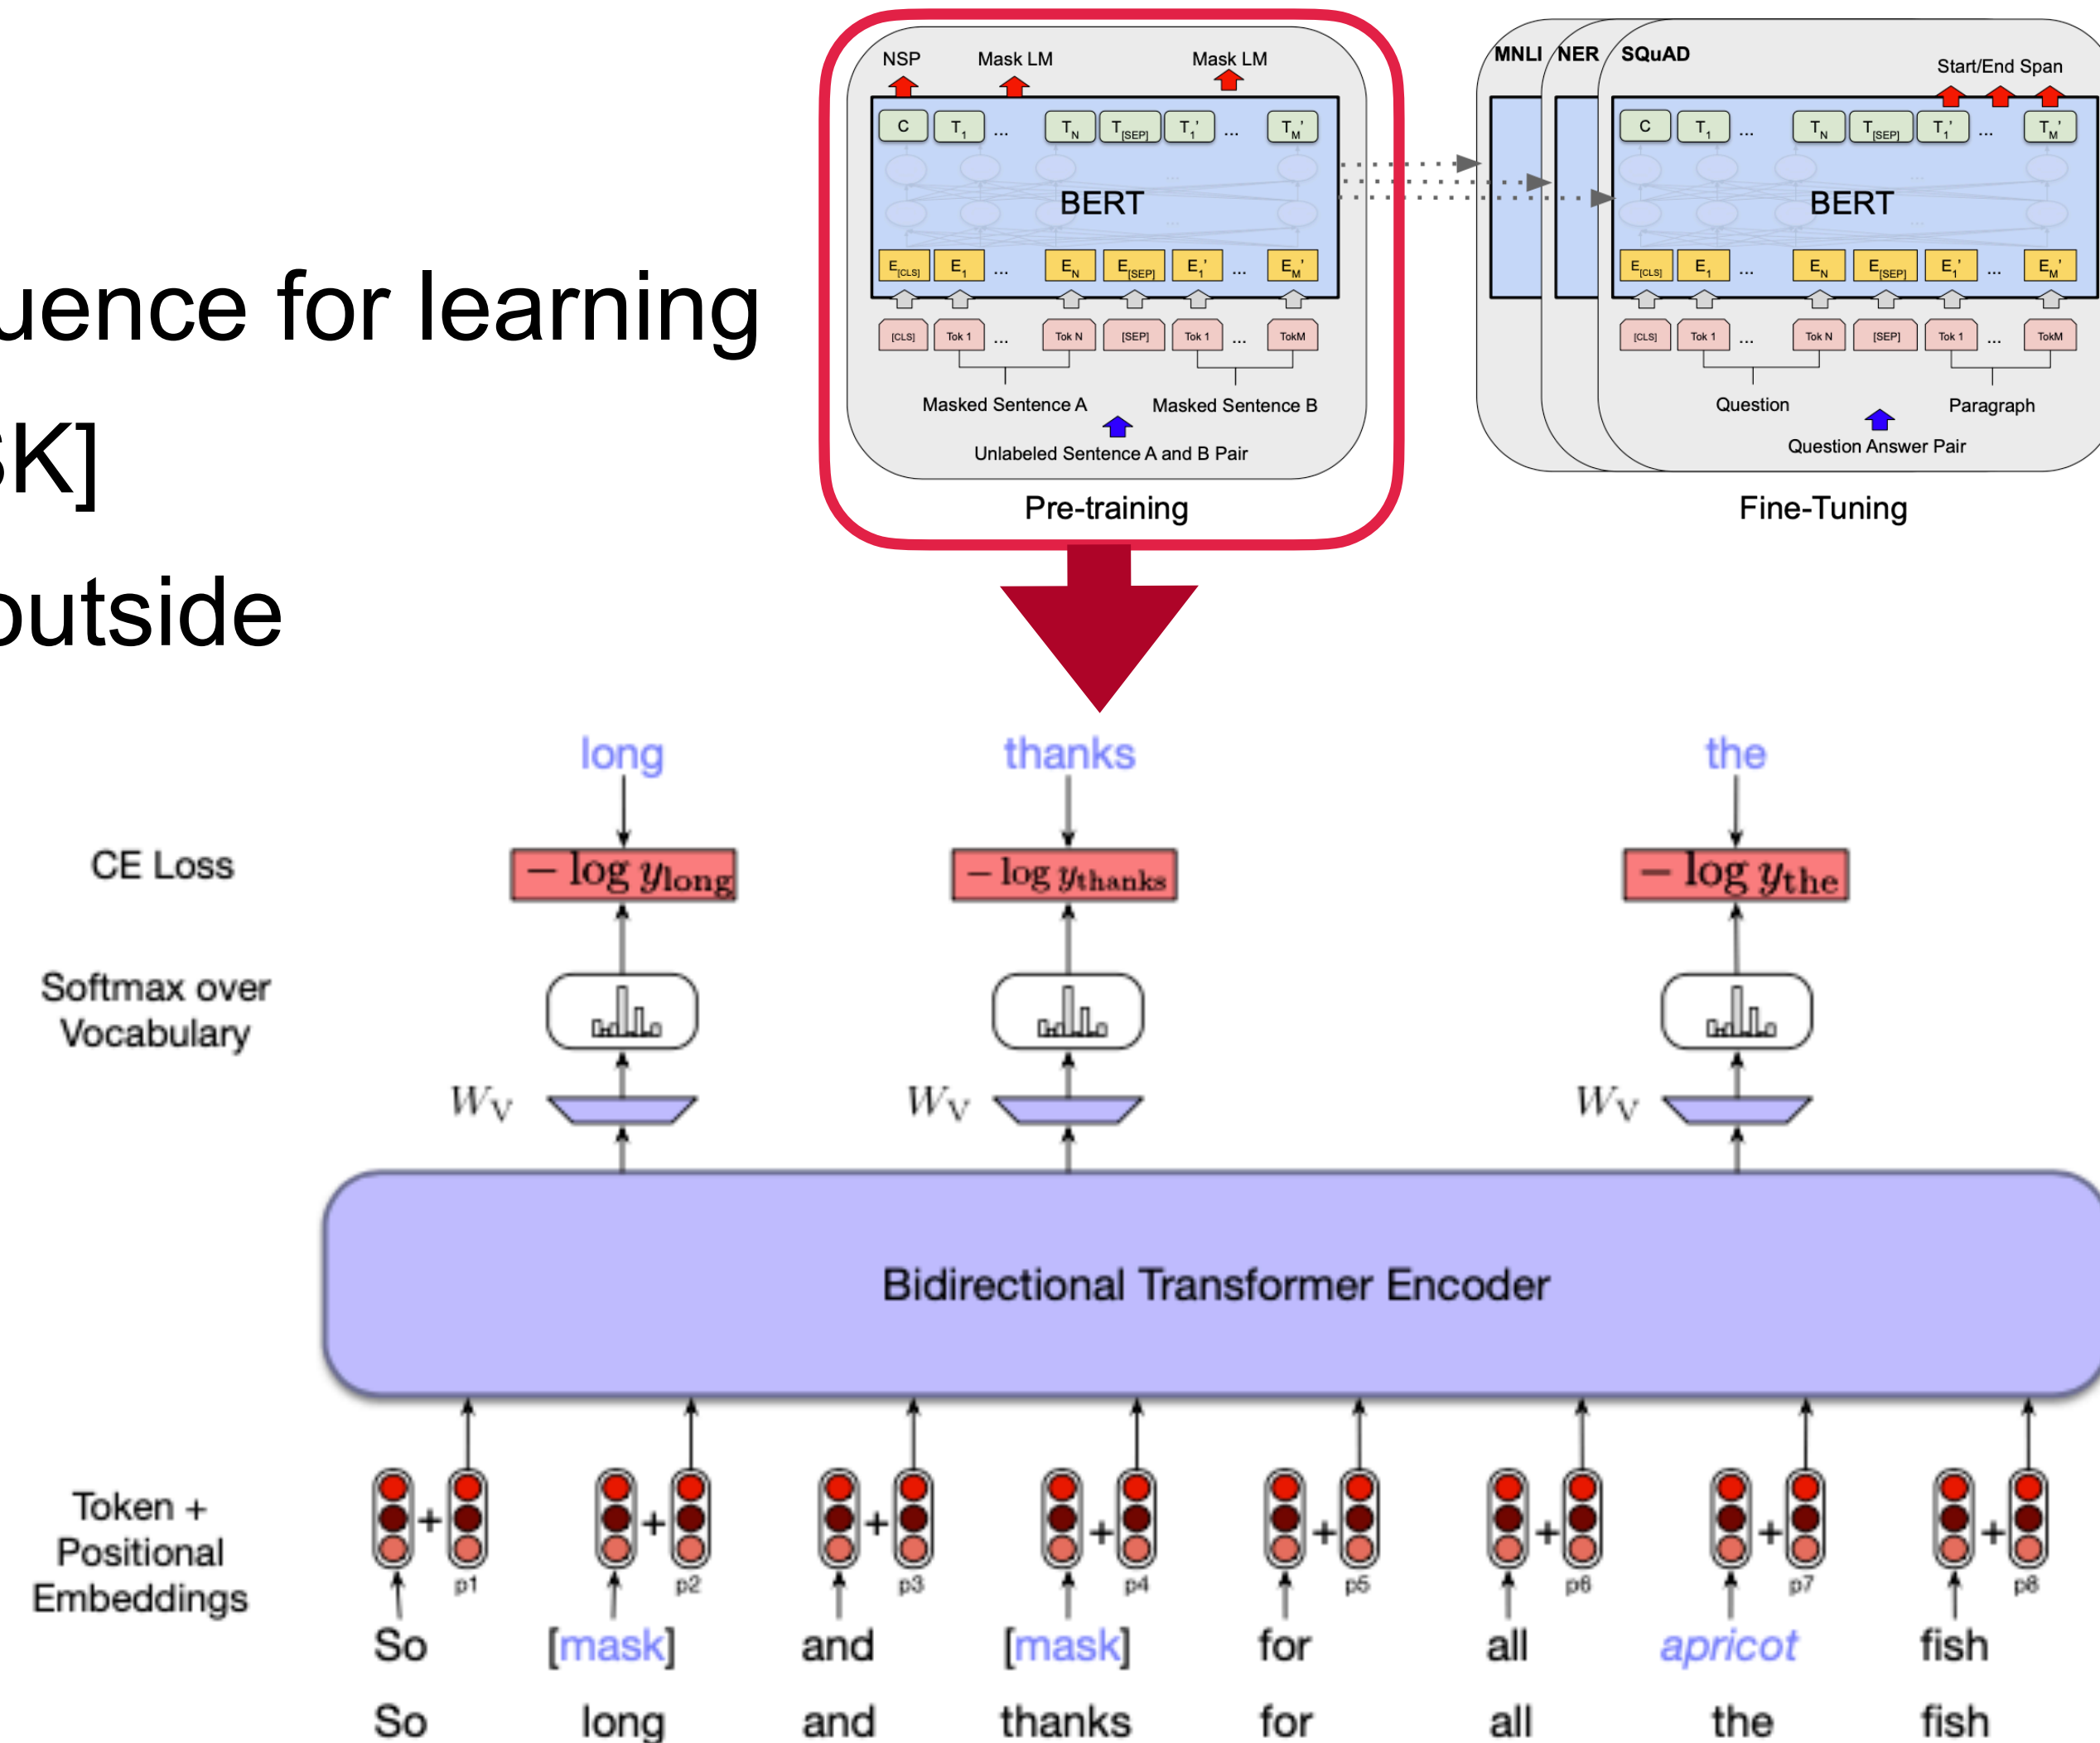 uence for learning
SK]
outside
NSP Mask LM Mask LM
C T1 ... TN T[SEP] T1' ... TM'
BERT
E[CLS] E1 ... EN E[SEP] E1' ... EM'
[CLS] Tok 1 ... Tok N [SEP] Tok 1 ... TokM
Masked Sentence A Masked Sentence B
Unlabeled Sentence A and B Pair
Pre-training
MNLI NER SQuAD
Start/End Span
C T1 ... TN T[SEP] T1' ... TM'
BERT
E[CLS] E1 ... EN E[SEP] E1' ... EM'
[CLS] Tok 1 ... Tok N [SEP] Tok 1 ... TokM
Question Paragraph
Question Answer Pair
Fine-Tuning
long thanks the
CE Loss − log ylong − log ythanks − log ythe
Softmax over
Vocabulary
WV WV WV
Bidirectional Transformer Encoder
Token +
Positional
Embeddings
+ + + + + + + +
p1 p2 p3 p4 p5 p6 p7 p8
So [mask] and [mask] for all apricot fish
So long and thanks for all the fish